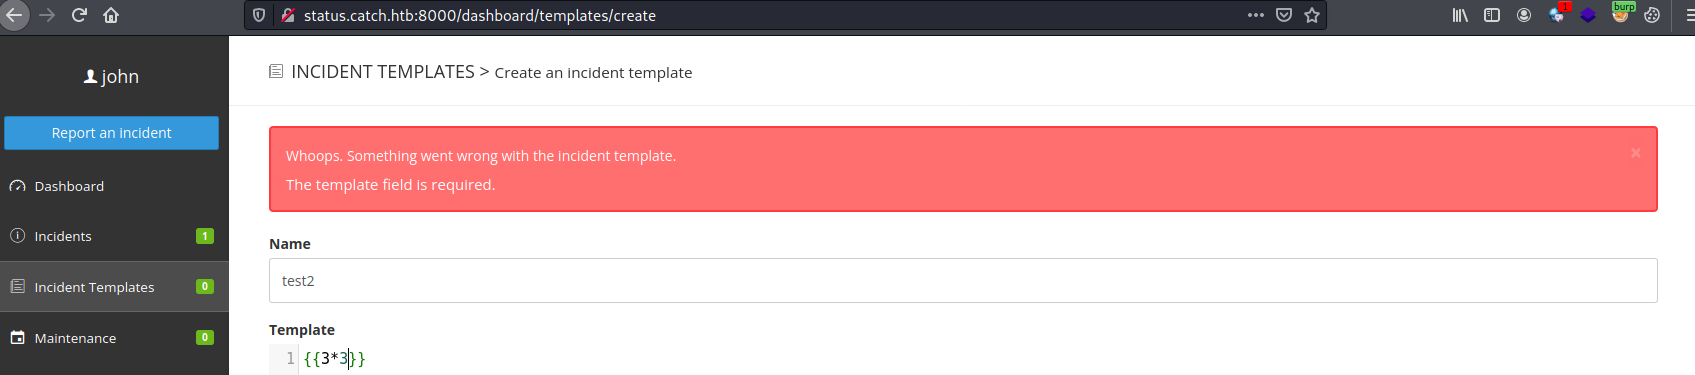 status.catch.htb:8000/dashboard/templates/create
1
burp
john
INCIDENT TEMPLATES > Create an incident template
Report an incident
Whoops. Something went wrong with the incident template.
×
The template field is required.
Dashboard
Incidents
1
Name
Incident Templates
0
test2
Maintenance
0
Template
1
{{3*3}}